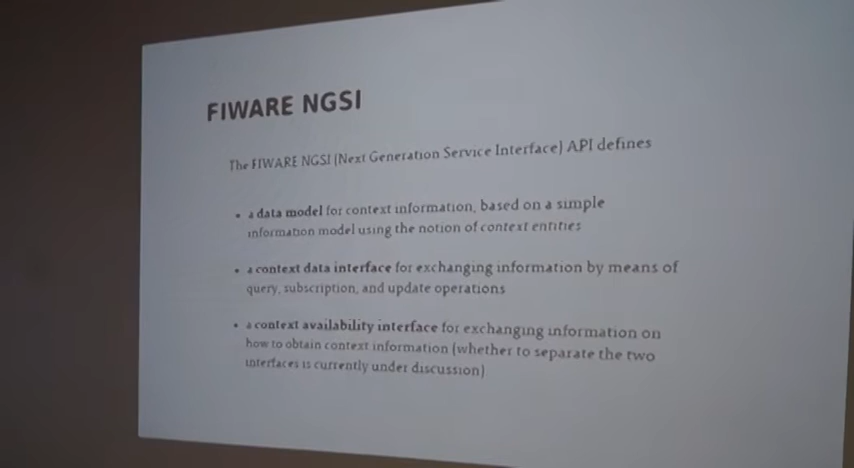 FIWARE NGSI
The FIWARE NGSI (Next Generation Service Interface) API defines
• a data model for context information, based on a simple
information model using the notion of context entities
• a context data interface for exchanging information by means of
query, subscription, and update operations
• a context availability interface for exchanging information on
how to obtain context information (whether to separate the two
interfaces is currently under discussion)